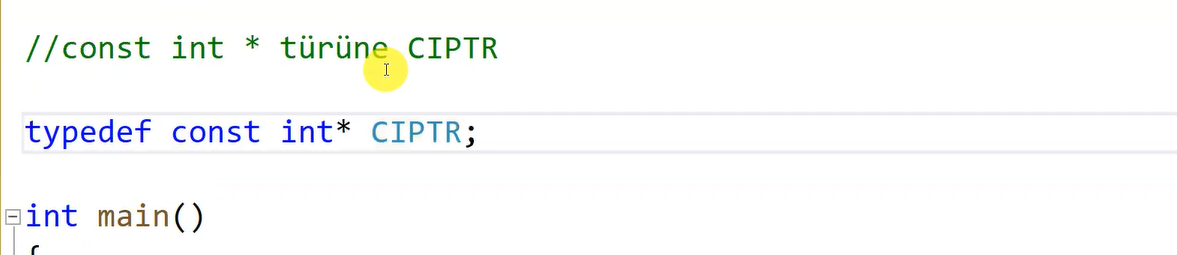 //const int * türüne CIPTR
typedef const int* CIPTR;
int main()
{